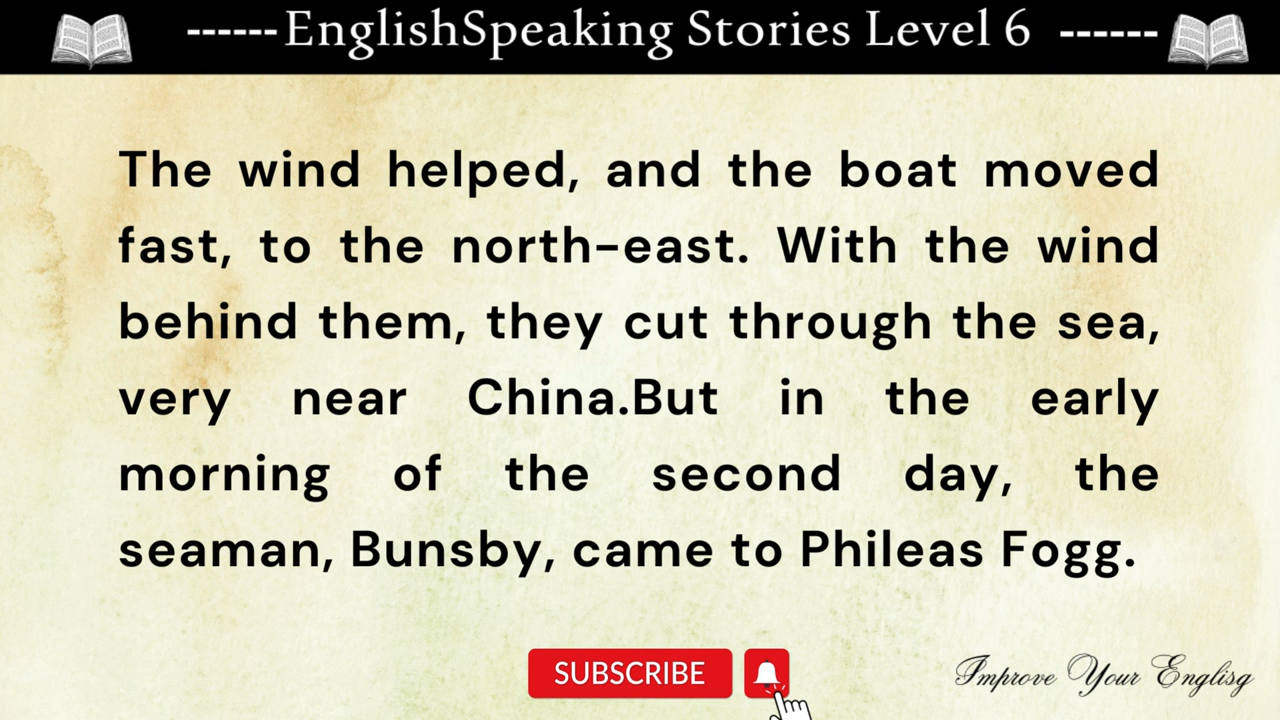 ------EnglishSpeaking Stories Level 6 ------
The wind helped, and the boat moved
fast, to the north-east. With the wind
behind them, they cut through the sea,
very near China.But in the early
morning of the second day, the
seaman, Bunsby, came to Phileas Fogg.
SUBSCRIBE
Improve Your Englisg